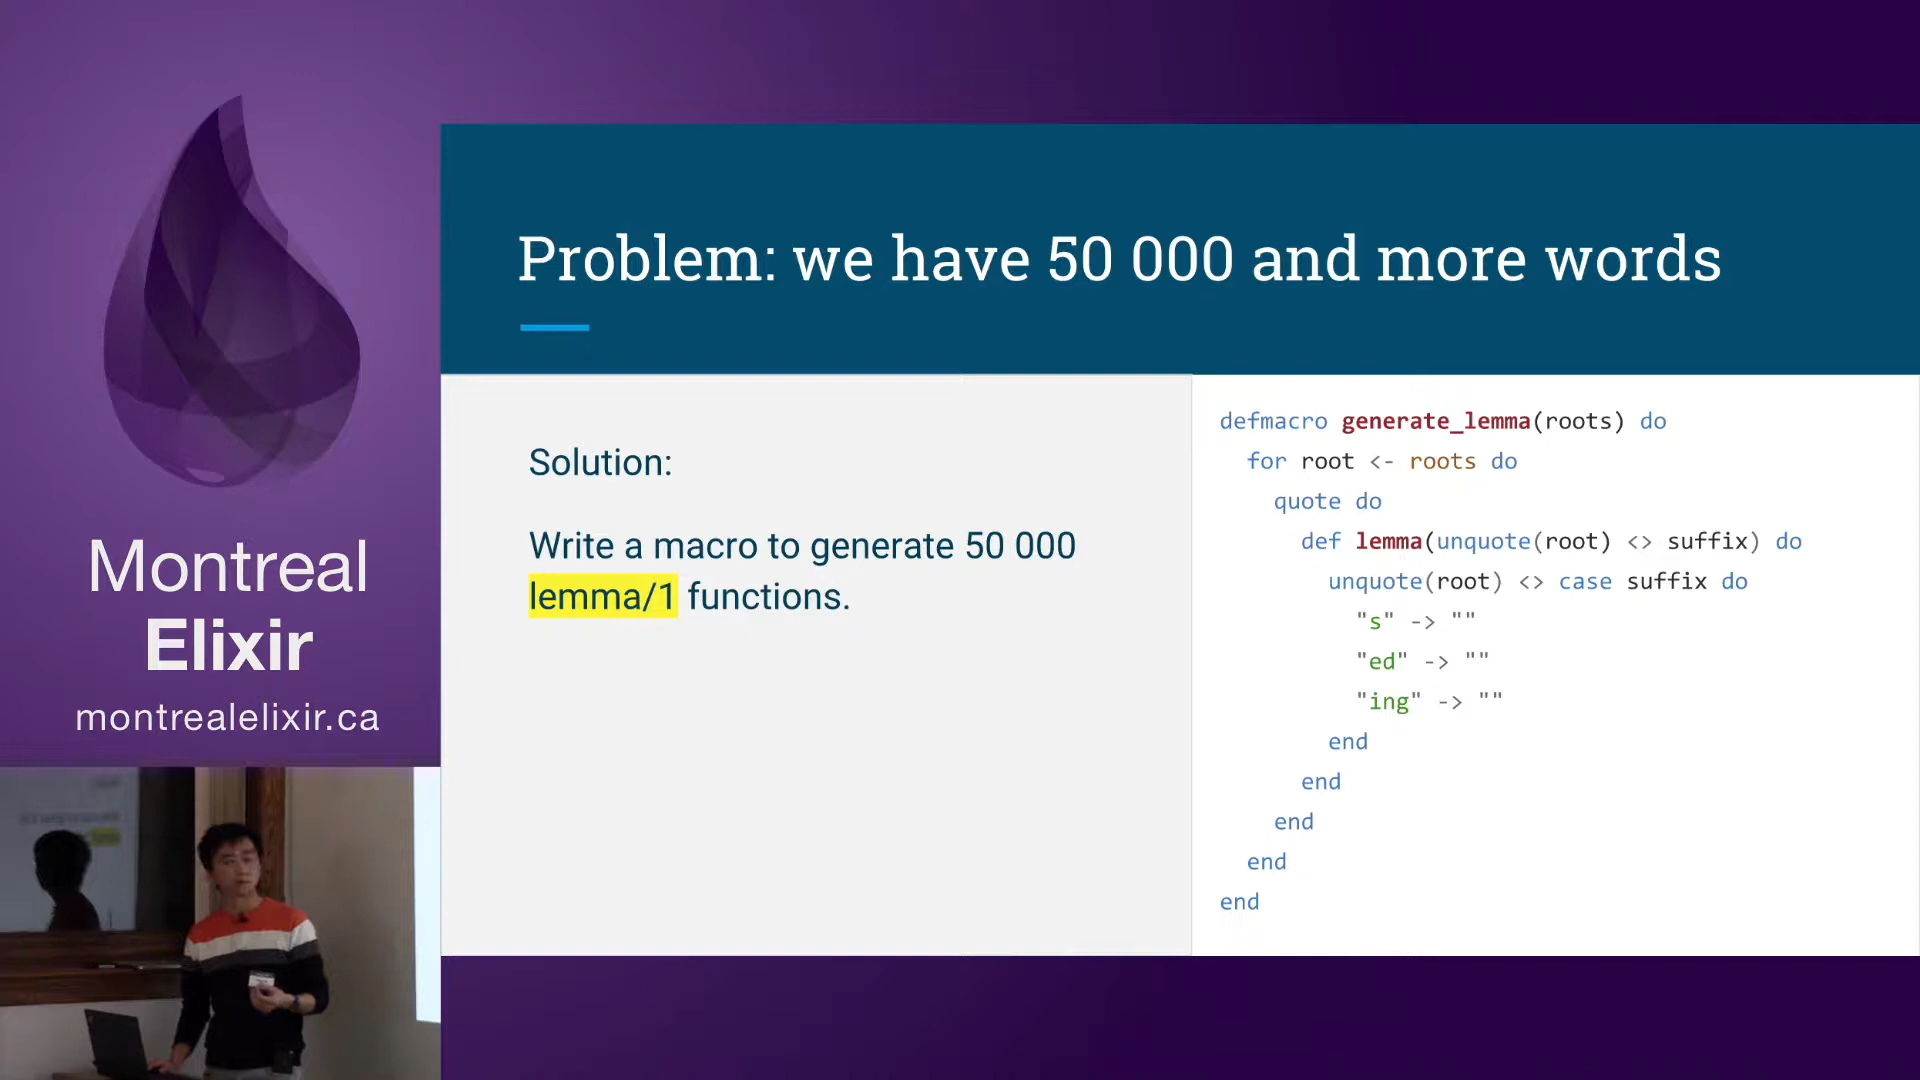 Montreal
Elixir
montrealelixir.ca
Problem: we have 50 000 and more words
Solution:
Write a macro to generate 50 000
lemma/1 functions.
defmacro generate_lemma(roots) do
  for root <- roots do
    quote do
      def lemma(unquote(root) <> suffix) do
        unquote(root) <> case suffix do
          "s" -> ""
          "ed" -> ""
          "ing" -> ""
        end
      end
    end
  end
end